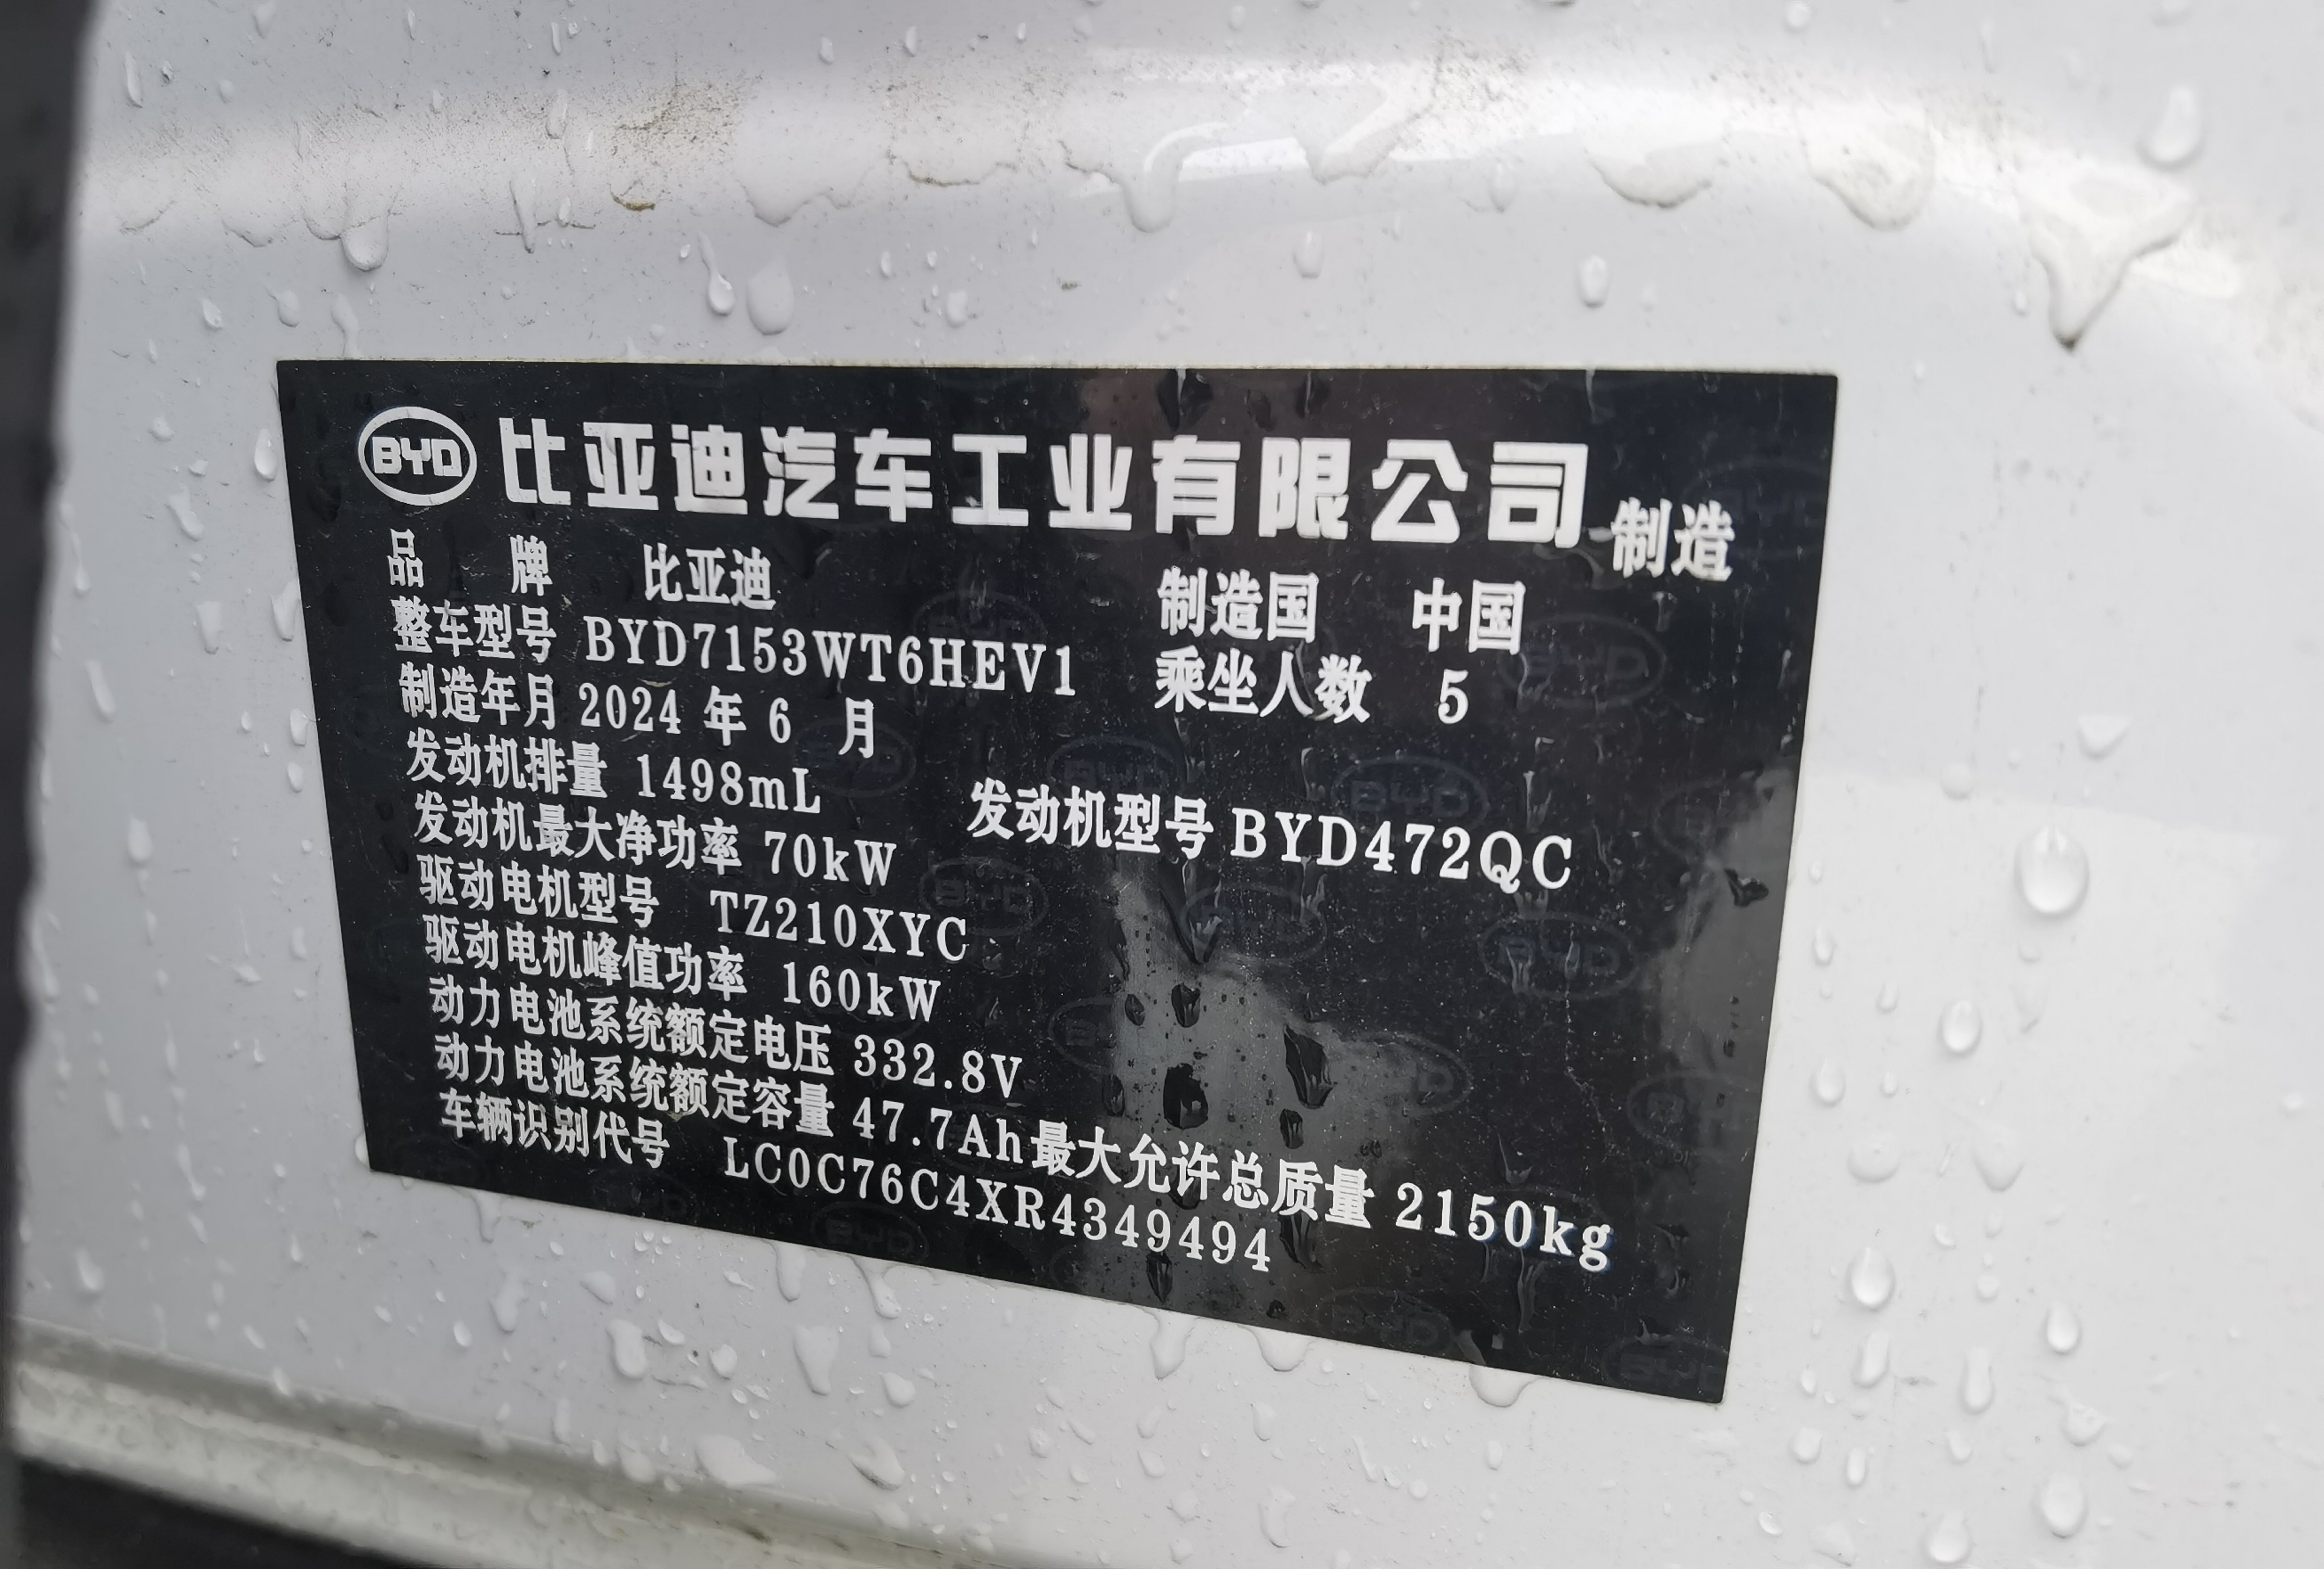 BYD 比亚迪汽车工业有限公司 制造
品 牌 比亚迪 制造国 中国
整车型号 BYD7153WT6HEV1 乘坐人数 5
制造年月 2024 年 6 月
发动机排量 1498mL 发动机型号 BYD472QC
发动机最大净功率 70kW
驱动电机型号 TZ210XYC
驱动电机峰值功率 160kW
动力电池系统额定电压 332.8V
动力电池系统额定容量 47.7Ah 最大允许总质量 2150kg
车辆识别代号 LC0C76C4XR4349494